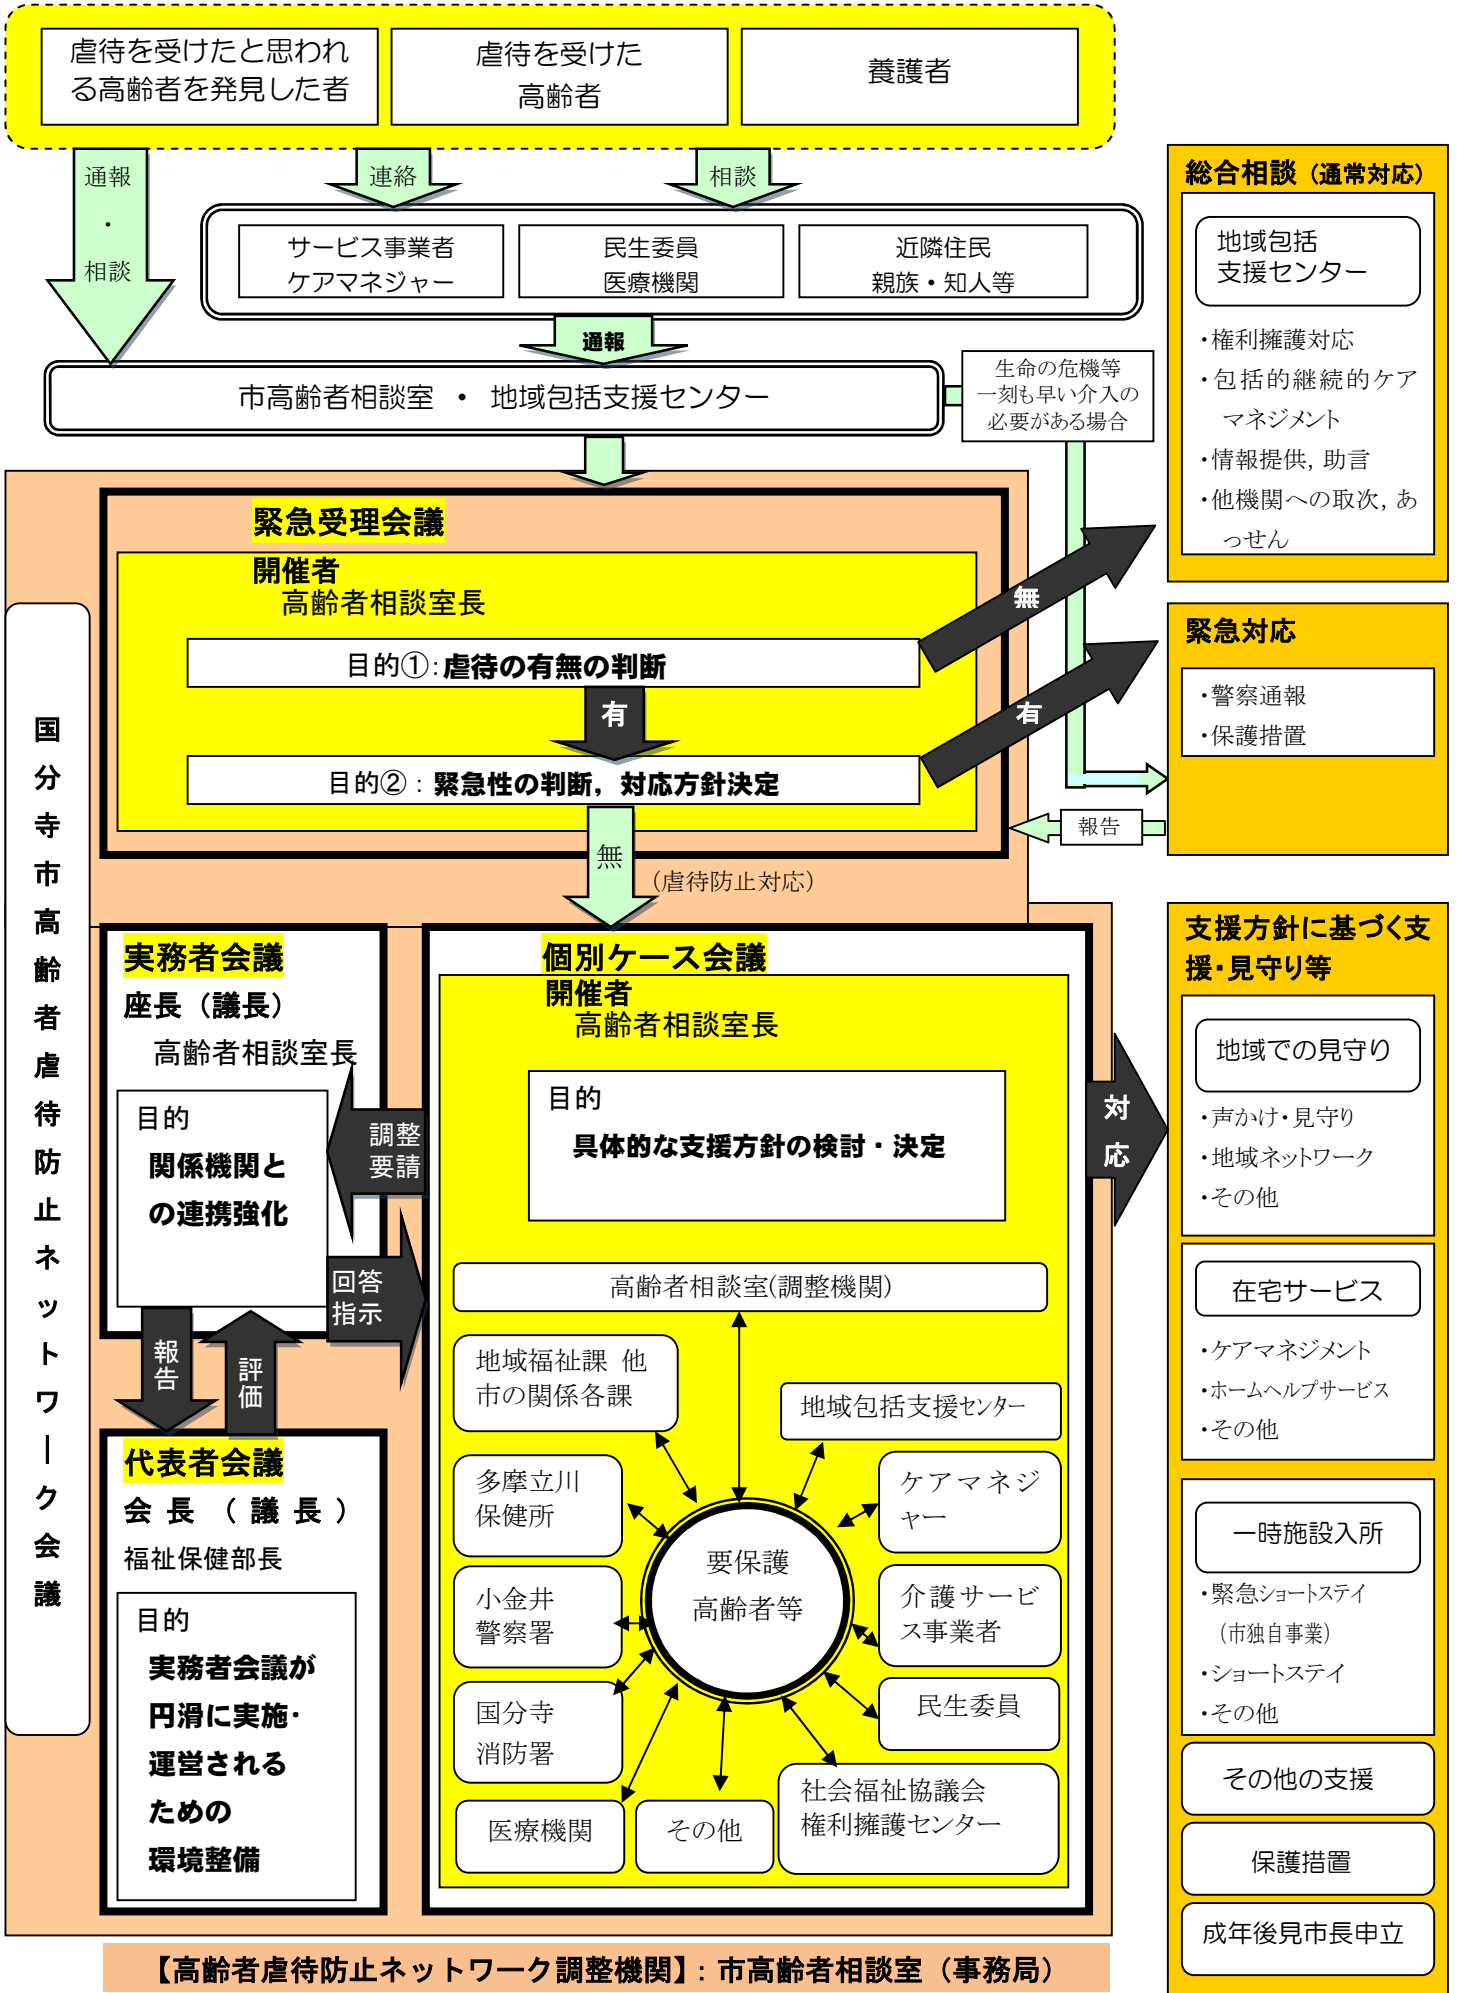 虐待を受けたと思われ
る高齢者を発見した者
虐待を受けた
高齢者
養護者
通報
・
相談
連絡
相談
サービス事業者
ケアマネジャー
民生委員
医療機関
近隣住民
親族・知人等
通報
市高齢者相談室 ・ 地域包括支援センター
生命の危機等
一刻も早い介入の
必要がある場合
総合相談（通常対応）
地域包括
支援センター
・権利擁護対応
・包括的継続的ケア
マネジメント
・情報提供，助言
・他機関への取次，あ
っせん
緊急受理会議
開催者
高齢者相談室長
目的①：虐待の有無の判断
有
目的②：緊急性の判断，対応方針決定
無
有
緊急対応
・警察通報
・保護措置
報告
無
（虐待防止対応）
国分寺市高齢者虐待防止ネットワーク会議
実務者会議
座長（議長）
高齢者相談室長
目的
関係機関と
の連携強化
調整
要請
回答
指示
報告
評価
代表者会議
会長（議長）
福祉保健部長
目的
実務者会議が
円滑に実施・
運営される
ための
環境整備
個別ケース会議
開催者
高齢者相談室長
目的
具体的な支援方針の検討・決定
高齢者相談室(調整機関)
地域福祉課 他
市の関係各課
地域包括支援センター
多摩立川
保健所
ケアマネジ
ャー
要保護
高齢者等
小金井
警察署
介護サービ
ス事業者
国分寺
消防署
民生委員
医療機関
その他
社会福祉協議会
権利擁護センター
対応
支援方針に基づく支
援・見守り等
地域での見守り
・声かけ・見守り
・地域ネットワーク
・その他
在宅サービス
・ケアマネジメント
・ホームヘルプサービス
・その他
一時施設入所
・緊急ショートステイ
（市独自事業）
・ショートステイ
・その他
その他の支援
保護措置
成年後見市長申立
【高齢者虐待防止ネットワーク調整機関】：市高齢者相談室（事務局）